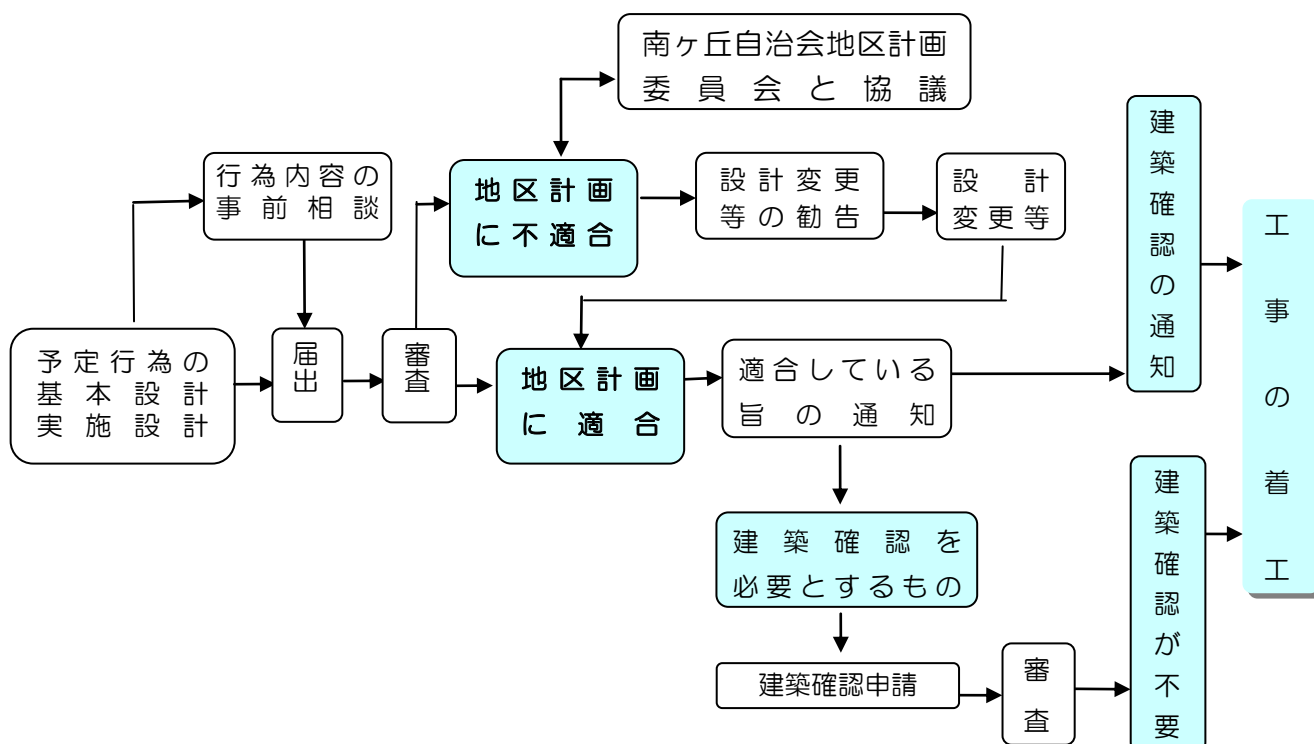 南ヶ丘自治会地区計画
委員会と協議
行為内容の
事前相談
地区計画
に不適合
設計変更
等の勧告
設計
変更等
建築確認の通知
工事の着工
予定行為の
基本設計
実施設計
届出
審査
地区計画
に適合
適合している
旨の通知
建築確認を
必要とするもの
建築確認申請
審査
建築確認が不要